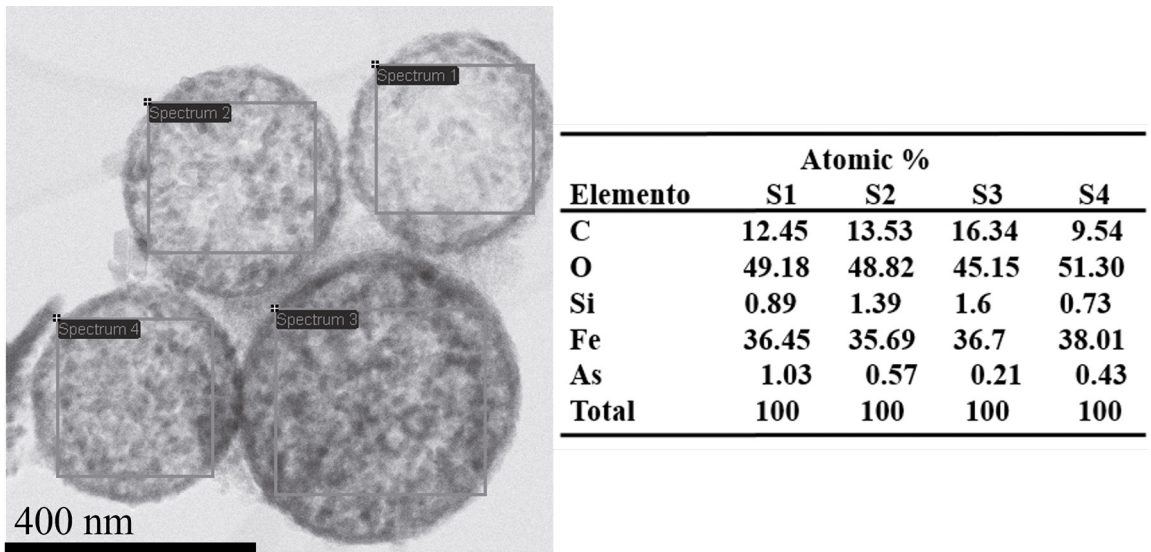 Spectrum 1
Spectrum 2
Spectrum 3
Spectrum 4
400 nm
Atomic %
Elemento S1 S2 S3 S4
C 12.45 13.53 16.34 9.54
O 49.18 48.82 45.15 51.30
Si 0.89 1.39 1.6 0.73
Fe 36.45 35.69 36.7 38.01
As 1.03 0.57 0.21 0.43
Total 100 100 100 100